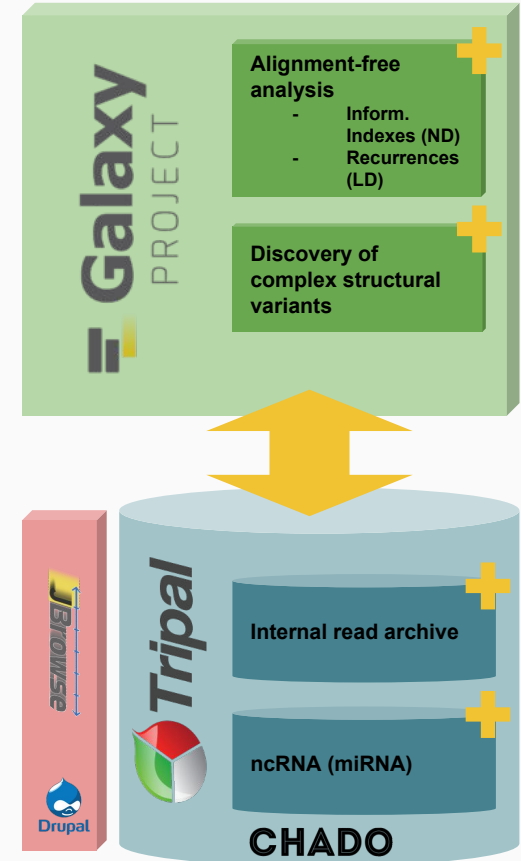 Galaxy
PROJECT
Alignment-free
analysis
- Inform.
Indexes (ND)
- Recurrences
(LD)
Discovery of
complex structural
variants
JBrowse
Drupal
Tripal
Internal read archive
ncRNA (miRNA)
CHADO